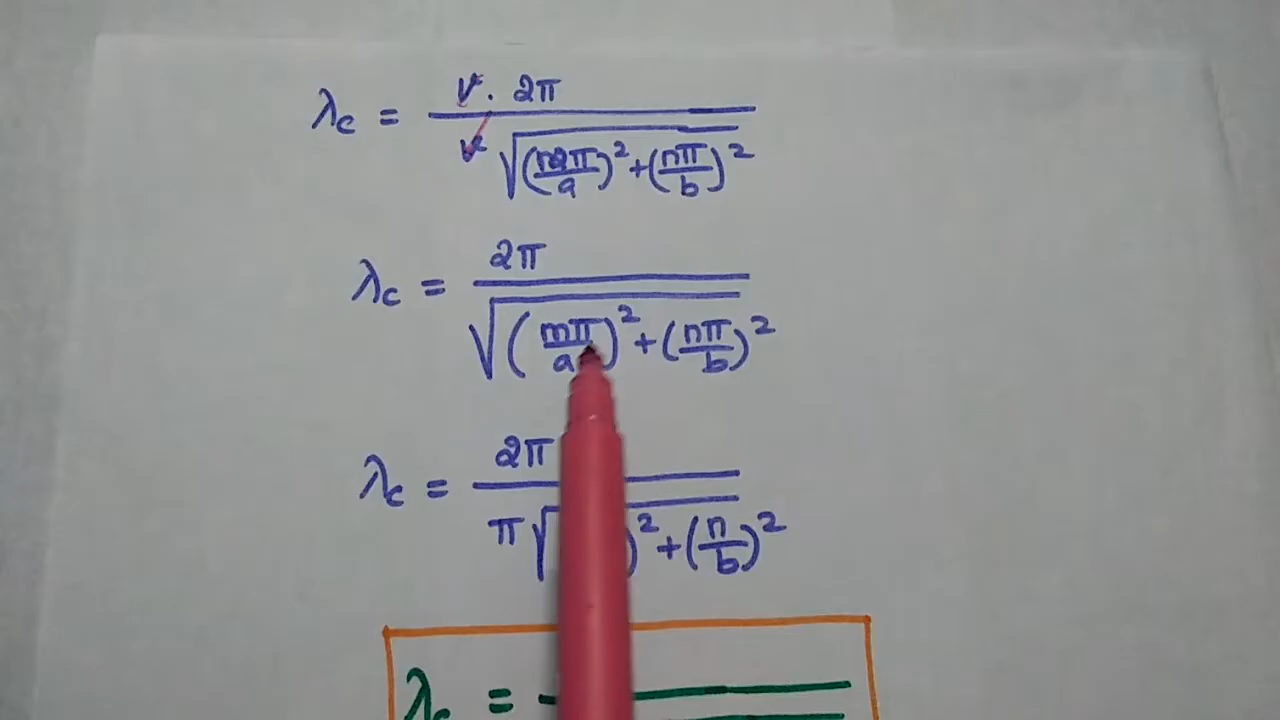 λc = v · 2π / v √((mπ/a)² + (nπ/b)²)
λc = 2π / √((mπ/a)² + (nπ/b)²)
λc = 2π / π √( )² + (n/b)²
λc =